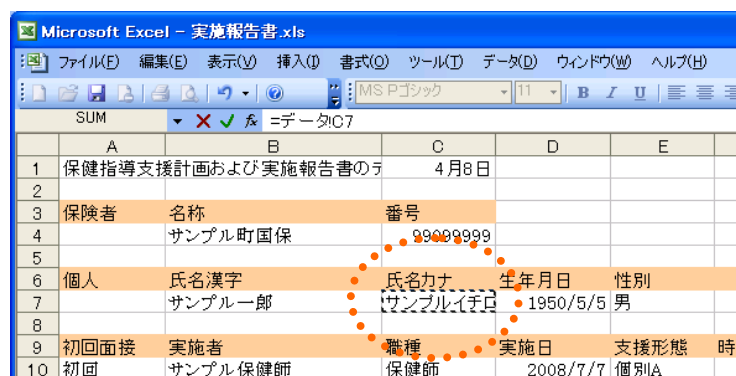 Microsoft Excel - 実施報告書.xls
ファイル(F) 編集(E) 表示(V) 挿入(I) 書式(O) ツール(T) データ(D) ウィンドウ(W) ヘルプ(H)
MS Pゴシック 11 B I U
SUM =データ!C7
A B C D E
1 保健指導支援計画および実施報告書のデ 4月8日
2
3 保険者 名称 番号
4 サンプル町国保 99099999
5
6 個人 氏名漢字 氏名カナ 生年月日 性別
7 サンプル一郎 サンプルイチロ 1950/5/5 男
8
9 初回面接 実施者 職種 実施日 支援形態 時
10 初回 サンプル保健師 保健師 2008/7/7 個別A